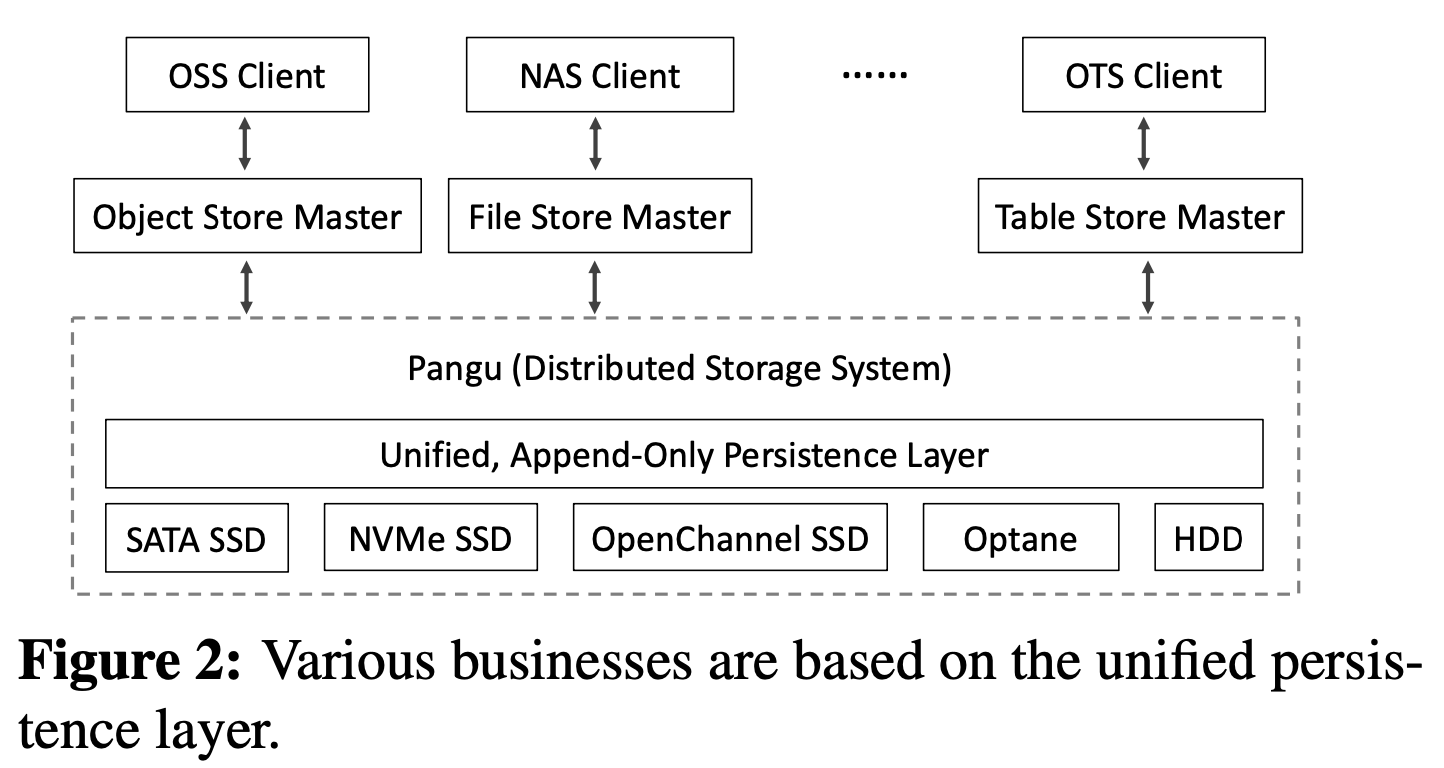 OSS Client
NAS Client
......
OTS Client
Object Store Master
File Store Master
Table Store Master
Pangu (Distributed Storage System)
Unified, Append-Only Persistence Layer
SATA SSD
NVMe SSD
OpenChannel SSD
Optane
HDD
Figure 2: Various businesses are based on the unified persis-
tence layer.